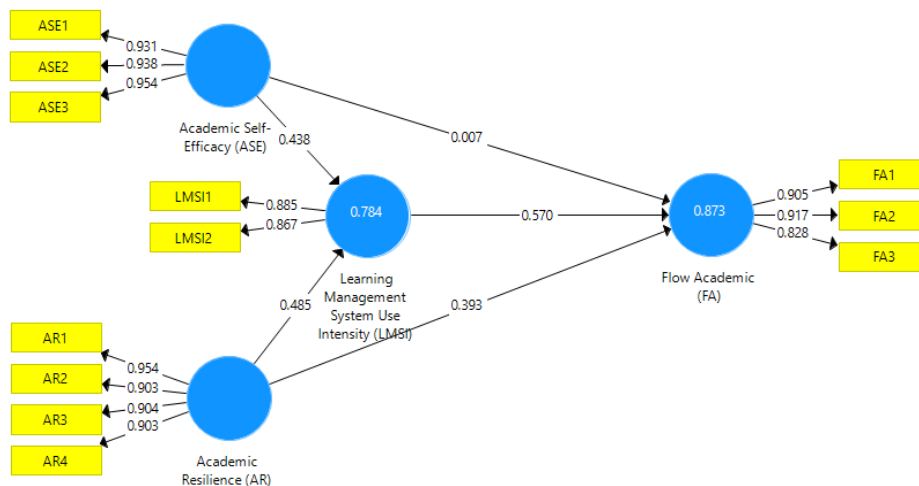 ASE1
0.931
ASE2
0.938
ASE3
0.954
Academic Self-
Efficacy (ASE)
0.438
0.007
LMSI1
0.885
LMSI2
0.867
0.784
0.570
0.873
0.905
FA1
0.917
FA2
0.828
FA3
Learning
Management
System Use
Intensity (LMSI)
Flow Academic
(FA)
0.485
0.393
AR1
0.954
AR2
0.903
AR3
0.904
AR4
0.903
Academic
Resilience (AR)